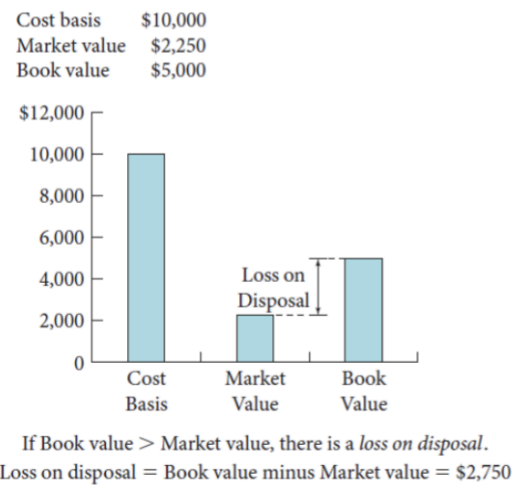 Cost basis $10,000
Market value $2,250
Book value $5,000
$12,000
10,000
8,000
6,000
4,000
2,000
0
Loss on
Disposal
Cost
Basis
Market
Value
Book
Value
If Book value > Market value, there is a loss on disposal.
Loss on disposal = Book value minus Market value = $2,750